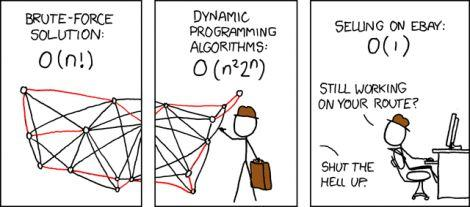 BRUTE-FORCE
SOLUTION:
O(n!)
DYNAMIC
PROGRAMMING
ALGORITHMS:
O(n²2ⁿ)
SELLING ON EBAY:
O(1)
STILL WORKING
ON YOUR ROUTE?
SHUT THE
HELL UP.